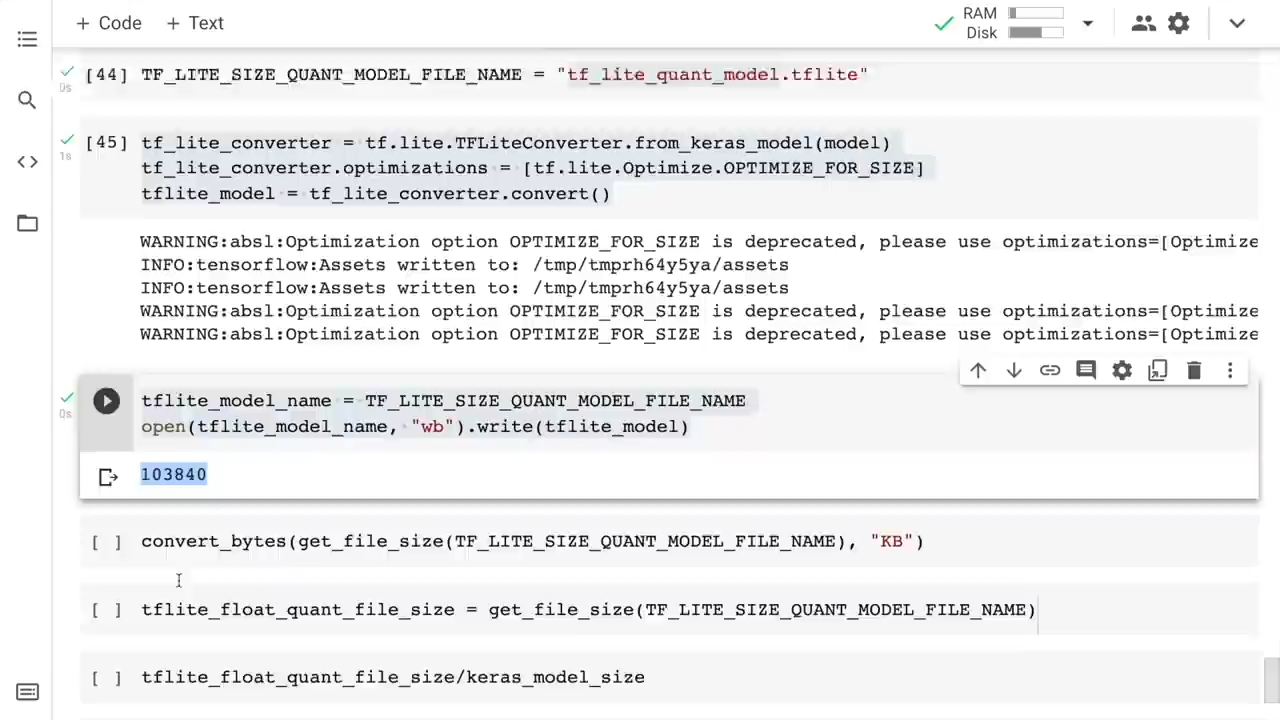 + Code + Text
RAM
Disk
[44] TF_LITE_SIZE_QUANT_MODEL_FILE_NAME = "tf_lite_quant_model.tflite"
0s
[45] tf_lite_converter = tf.lite.TFLiteConverter.from_keras_model(model)
1s
tf_lite_converter.optimizations = [tf.lite.Optimize.OPTIMIZE_FOR_SIZE]
tflite_model = tf_lite_converter.convert()
WARNING:absl:Optimization option OPTIMIZE_FOR_SIZE is deprecated, please use optimizations=[Optimize
INFO:tensorflow:Assets written to: /tmp/tmprh64y5ya/assets
INFO:tensorflow:Assets written to: /tmp/tmprh64y5ya/assets
WARNING:absl:Optimization option OPTIMIZE_FOR_SIZE is deprecated, please use optimizations=[Optimize
WARNING:absl:Optimization option OPTIMIZE_FOR_SIZE is deprecated, please use optimizations=[Optimize
tflite_model_name = TF_LITE_SIZE_QUANT_MODEL_FILE_NAME
0s
open(tflite_model_name, "wb").write(tflite_model)
103840
[ ] convert_bytes(get_file_size(TF_LITE_SIZE_QUANT_MODEL_FILE_NAME), "KB")
[ ] tflite_float_quant_file_size = get_file_size(TF_LITE_SIZE_QUANT_MODEL_FILE_NAME)
[ ] tflite_float_quant_file_size/keras_model_size